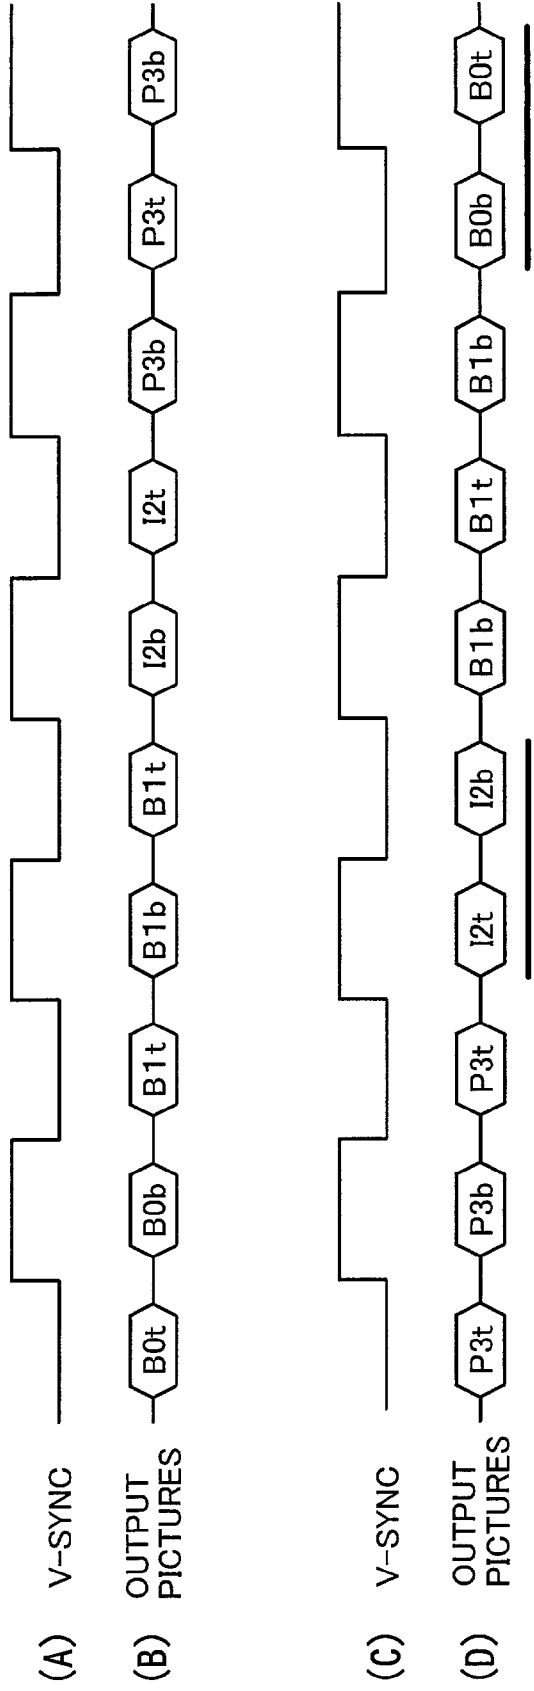 (A) V-SYNC
(B) OUTPUT PICTURES B0t B0b B1t B1b B1t I2b I2t P3b P3t P3b
(C) V-SYNC
(D) OUTPUT PICTURES P3t P3b P3t I2t I2b B1b B1t B1b B0b B0t